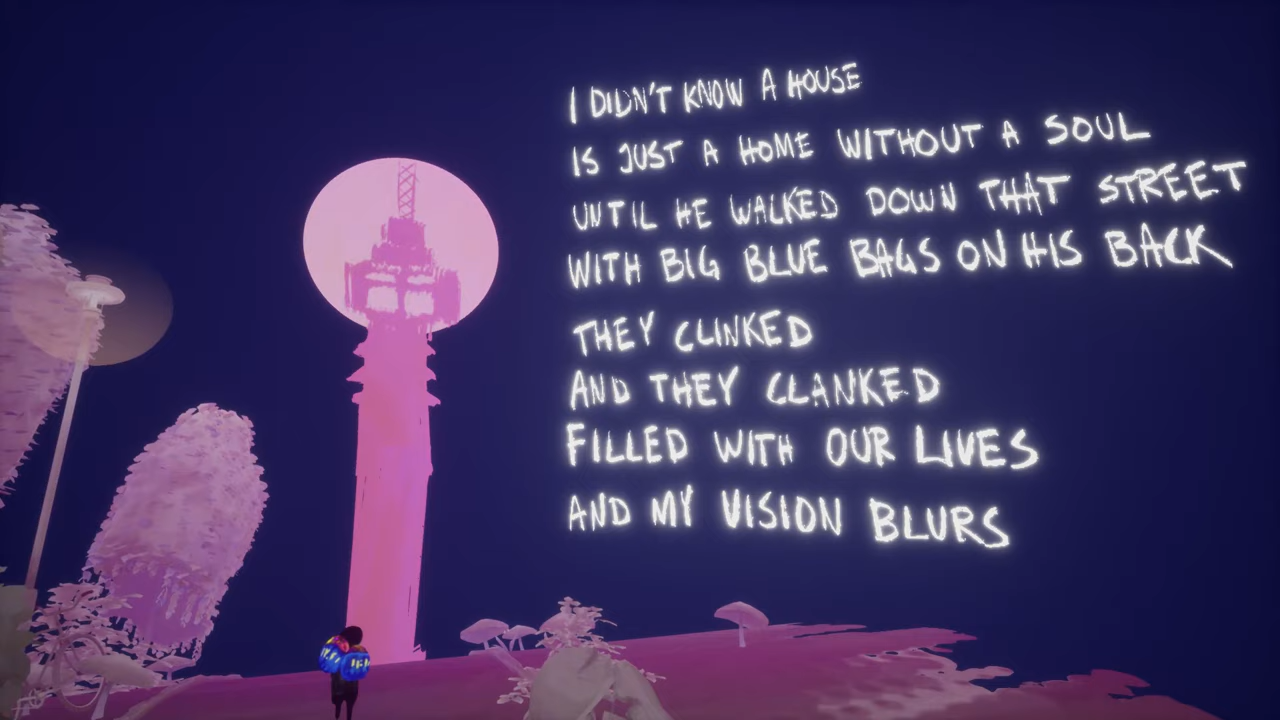 I DIDN'T KNOW A HOUSE
IS JUST A HOME WITHOUT A SOUL
UNTIL HE WALKED DOWN THAT STREET
WITH BIG BLUE BAGS ON HIS BACK
THEY CLINKED
AND THEY CLANKED
FILLED WITH OUR LIVES
AND MY VISION BLURS